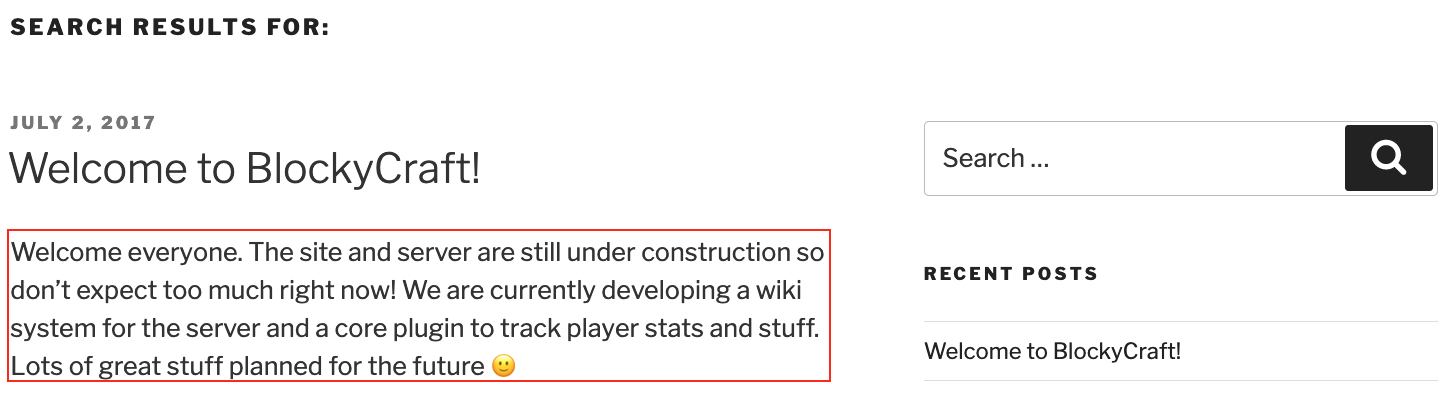 SEARCH RESULTS FOR:
JULY 2, 2017
Welcome to BlockyCraft!
Welcome everyone. The site and server are still under construction so
don’t expect too much right now! We are currently developing a wiki
system for the server and a core plugin to track player stats and stuff.
Lots of great stuff planned for the future 🙂
Search …
RECENT POSTS
Welcome to BlockyCraft!